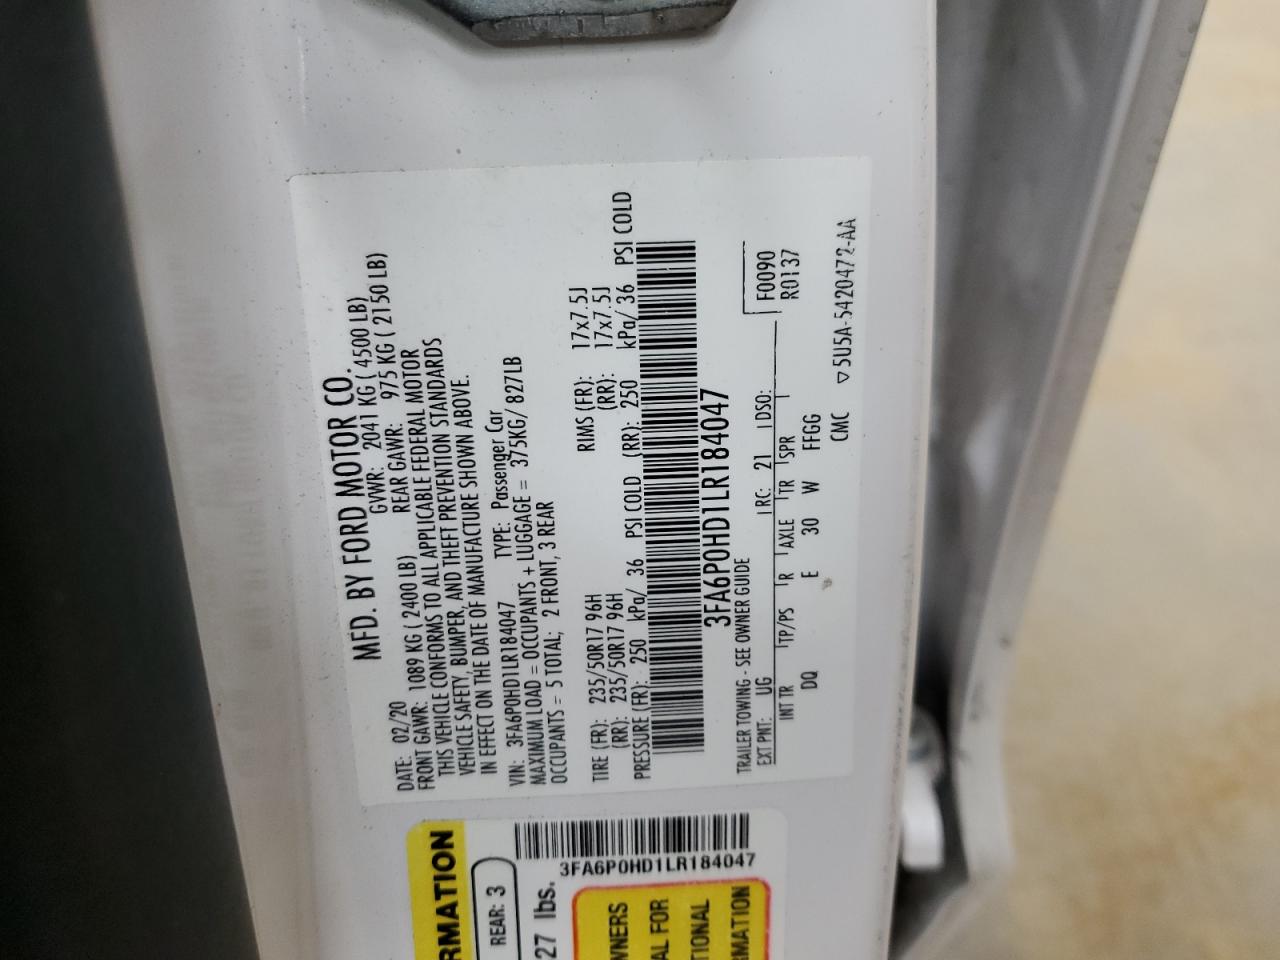 MFD. BY FORD MOTOR CO.
DATE: 02/20 GVWR: 2041 KG ( 4500 LB)
FRONT GAWR: 1089 KG ( 2400 LB) REAR GAWR: 975 KG ( 2150 LB)
THIS VEHICLE CONFORMS TO ALL APPLICABLE FEDERAL MOTOR
VEHICLE SAFETY, BUMPER, AND THEFT PREVENTION STANDARDS
IN EFFECT ON THE DATE OF MANUFACTURE SHOWN ABOVE.
VIN: 3FA6P0HD1LR184047 TYPE: Passenger Car
MAXIMUM LOAD = OCCUPANTS + LUGGAGE = 375KG/ 827LB
OCCUPANTS = 5 TOTAL; 2 FRONT, 3 REAR
TIRE (FR): 235/50R17 96H RIMS (FR): 17x7.5J
(RR): 235/50R17 96H (RR): 17x7.5J
PRESSURE (FR): 250 kPa/ 36 PSI COLD (RR): 250 kPa/ 36 PSI COLD
3FA6P0HD1LR184047
TRAILER TOWING - SEE OWNER GUIDE
F0090
R0137
EXT PNT: UG RC: 21 DSO:
INT TR TP/PS R AXLE TR SPR
DQ E 30 W FFGG
CMC ▽5U5A-5420472-AA
RMATION
REAR: 3
27 lbs.
3FA6P0HD1LR184047
WNERS
AL FOR
TIONAL
RMATION